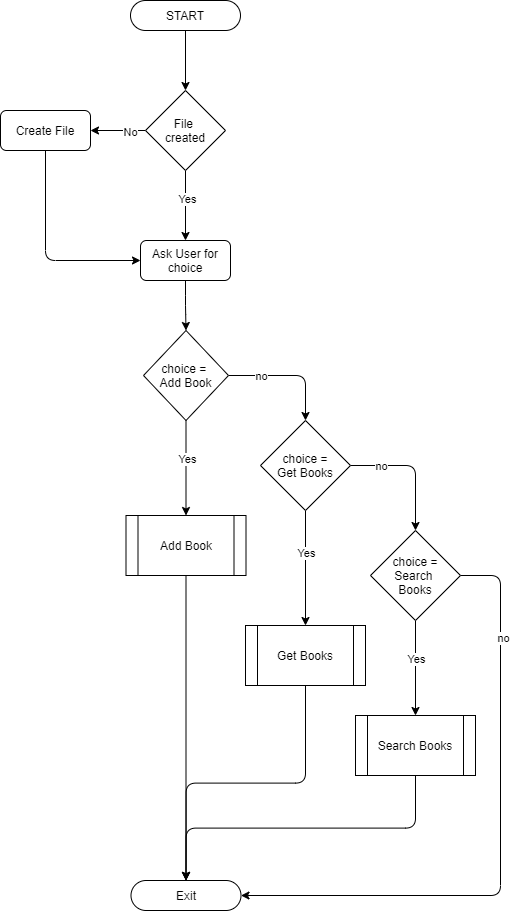 START
File
created
No
Create File
Yes
Ask User for
choice
choice =
Add Book
no
choice =
Get Books
no
Yes
choice =
Search
Books
Add Book
Yes
no
Get Books
Yes
Search Books
Exit